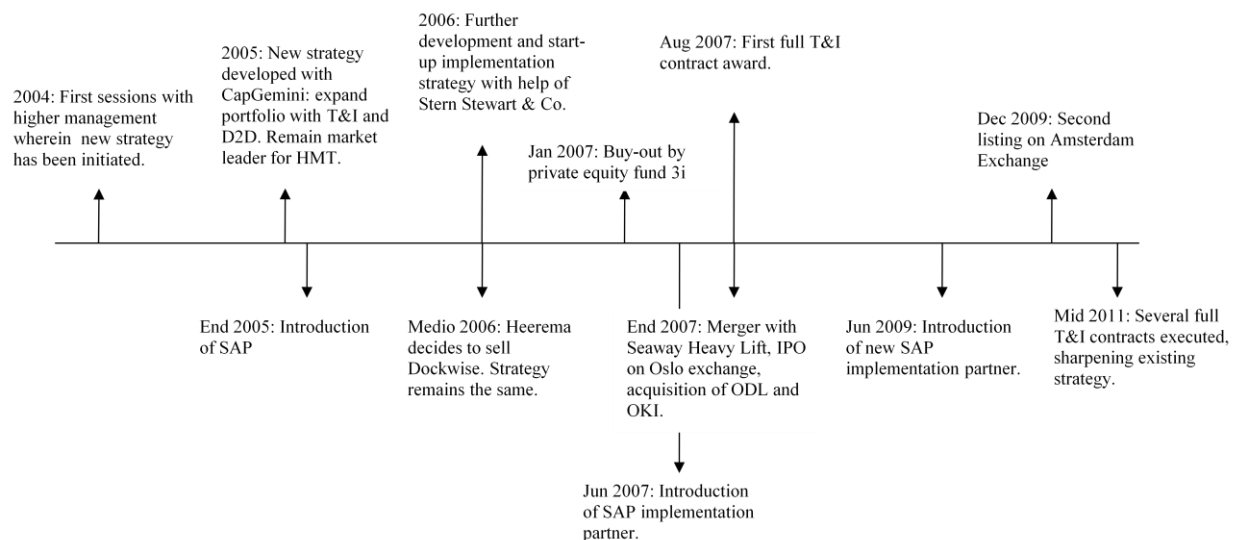 2004: First sessions with
higher management
wherein new strategy
has been initiated.
2005: New strategy
developed with
CapGemini: expand
portfolio with T&I and
D2D. Remain market
leader for HMT.
2006: Further
development and start-
up implementation
strategy with help of
Stern Stewart & Co.
Jan 2007: Buy-out by
private equity fund 3i
Aug 2007: First full T&I
contract award.
Dec 2009: Second
listing on Amsterdam
Exchange
End 2005: Introduction
of SAP
Medio 2006: Heerema
decides to sell
Dockwise. Strategy
remains the same.
End 2007: Merger with
Seaway Heavy Lift, IPO
on Oslo exchange,
acquisition of ODL and
OKI.
Jun 2009: Introduction
of new SAP
implementation partner.
Mid 2011: Several full
T&I contracts executed,
sharpening existing
strategy.
Jun 2007: Introduction
of SAP implementation
partner.